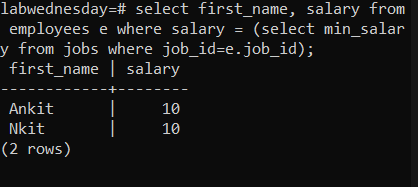 labwednesday=# select first_name, salary from
 employees e where salary = (select min_salar
y from jobs where job_id=e.job_id);
 first_name | salary
------------+--------
 Ankit      |     10
 Nkit       |     10
(2 rows)